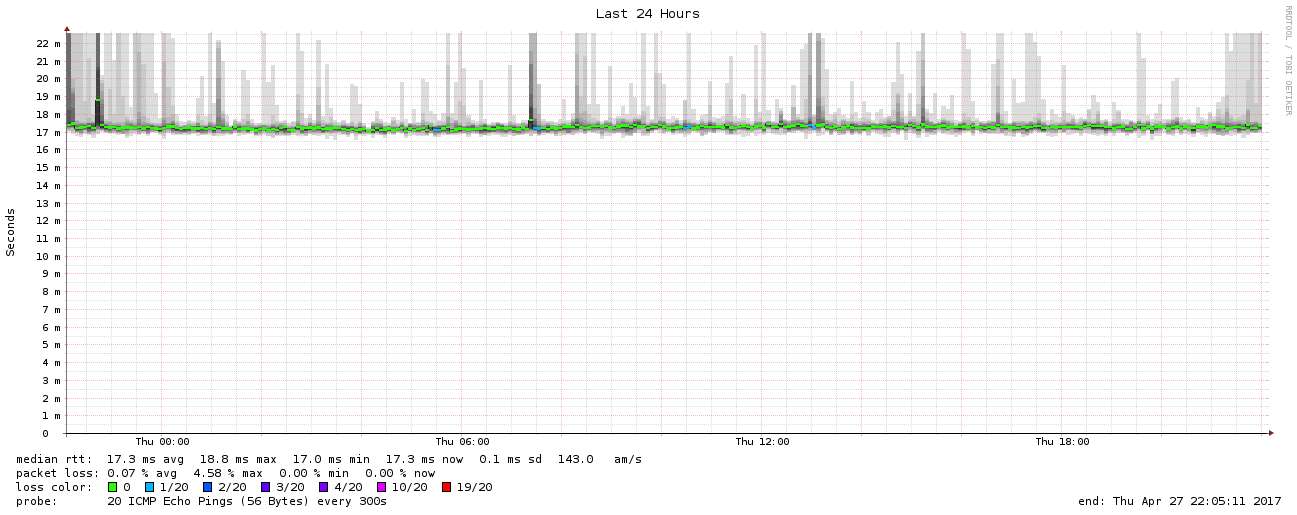 Last 24 Hours
RRDTOOL / TOBI OETIKER
Seconds
22 m
21 m
20 m
19 m
18 m
17 m
16 m
15 m
14 m
13 m
12 m
11 m
10 m
9 m
8 m
7 m
6 m
5 m
4 m
3 m
2 m
1 m
0
Thu 00:00 Thu 06:00 Thu 12:00 Thu 18:00
median rtt: 17.3 ms avg 18.8 ms max 17.0 ms min 17.3 ms now 0.1 ms sd 143.0 am/s
packet loss: 0.07 % avg 4.58 % max 0.00 % min 0.00 % now
loss color: 0 1/20 2/20 3/20 4/20 10/20 19/20
probe: 20 ICMP Echo Pings (56 Bytes) every 300s end: Thu Apr 27 22:05:11 2017